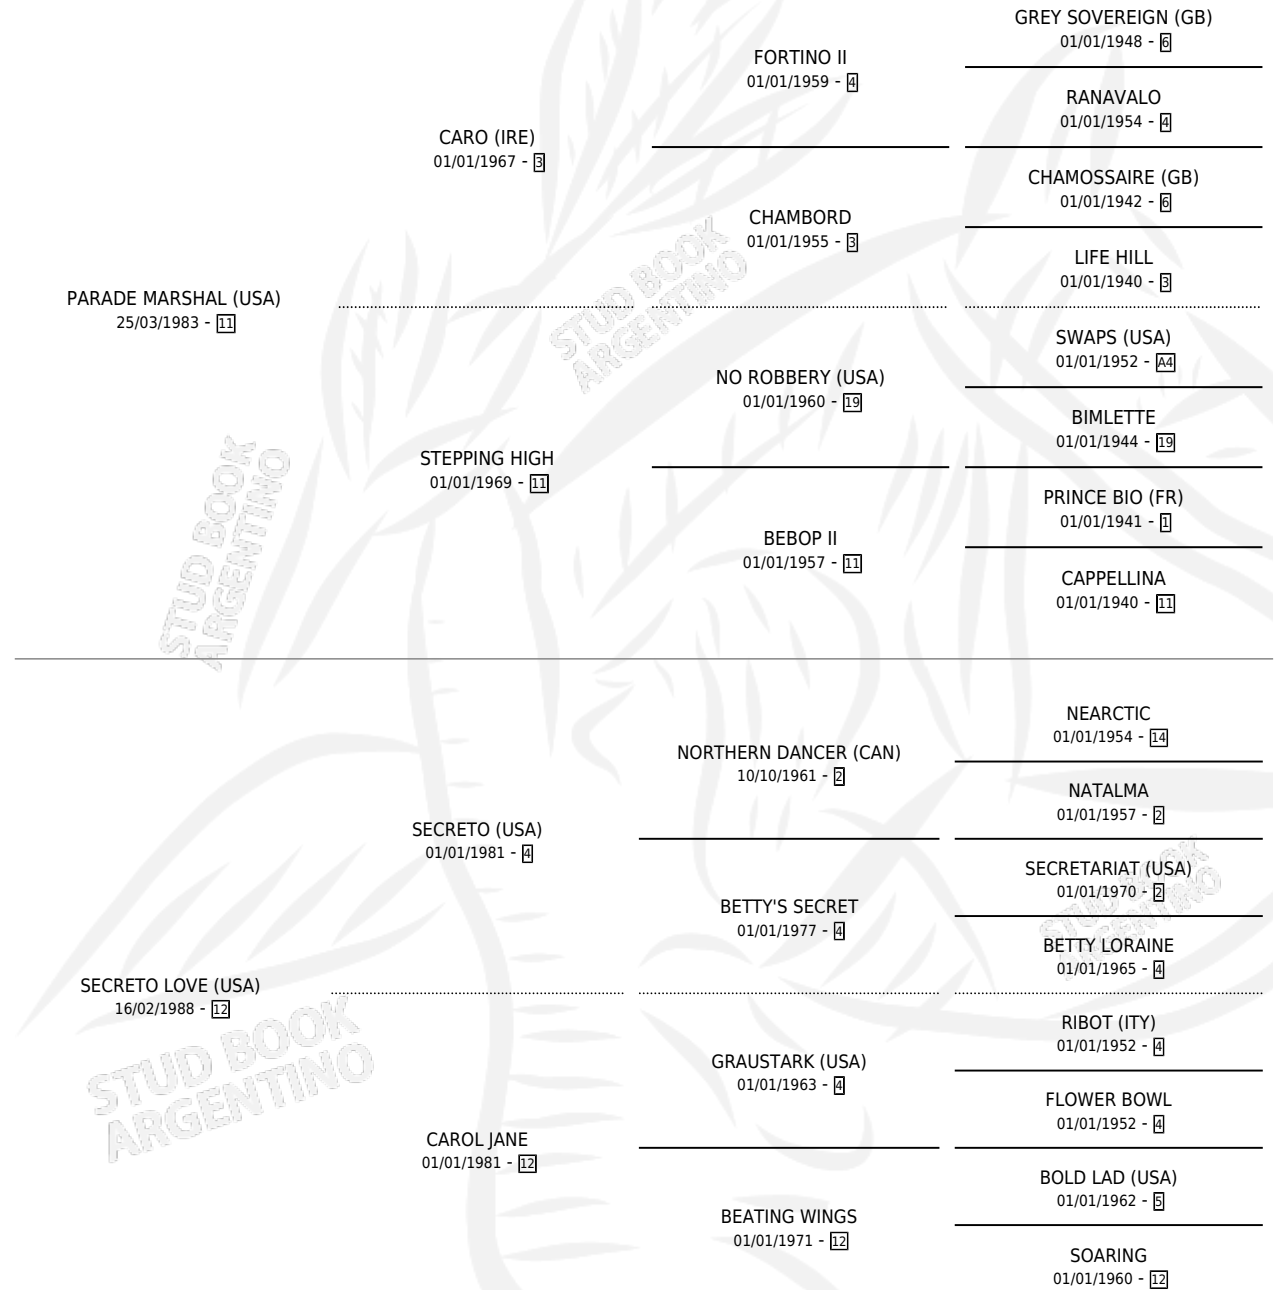 GREY SOVEREIGN (GB)
01/01/1948 - 6
FORTINO II
01/01/1959 - 4
RANAVALO
01/01/1954 - 4
CARO (IRE)
01/01/1967 - 3
CHAMOSSAIRE (GB)
01/01/1942 - 6
CHAMBORD
01/01/1955 - 3
LIFE HILL
01/01/1940 - 3
PARADE MARSHAL (USA)
25/03/1983 - 11
SWAPS (USA)
01/01/1952 - A4
NO ROBBERY (USA)
01/01/1960 - 19
BIMLETTE
01/01/1944 - 19
STEPPING HIGH
01/01/1969 - 11
PRINCE BIO (FR)
01/01/1941 - 1
BEBOP II
01/01/1957 - 11
CAPPELLINA
01/01/1940 - 11
NEARCTIC
01/01/1954 - 14
NORTHERN DANCER (CAN)
10/10/1961 - 2
NATALMA
01/01/1957 - 2
SECRETO (USA)
01/01/1981 - 4
SECRETARIAT (USA)
01/01/1970 - 2
BETTY'S SECRET
01/01/1977 - 4
BETTY LORAINE
01/01/1965 - 4
SECRETO LOVE (USA)
16/02/1988 - 12
RIBOT (ITY)
01/01/1952 - 4
GRAUSTARK (USA)
01/01/1963 - 4
FLOWER BOWL
01/01/1952 - 4
CAROL JANE
01/01/1981 - 12
BOLD LAD (USA)
01/01/1962 - 5
BEATING WINGS
01/01/1971 - 12
SOARING
01/01/1960 - 12
STUD BOOK
ARGENTINO
STUD BOOK
ARGENTINO
STUD BOOK
ARGENTINO
STUD BOOK
ARGENTINO